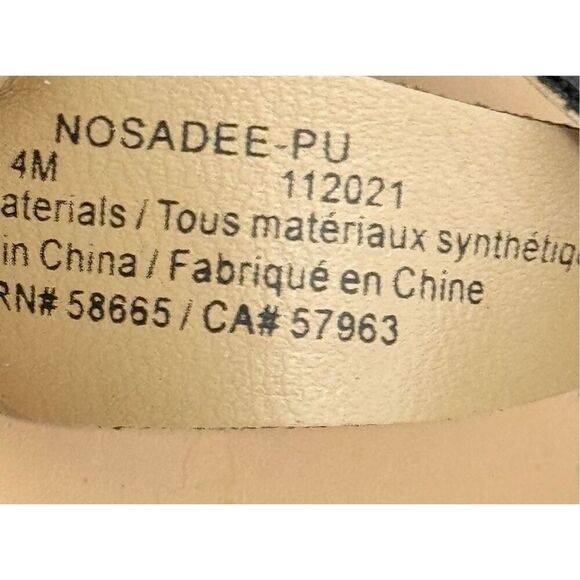 NOSADEE-PU
4M 112021
aterials / Tous matériaux synthétiq
in China / Fabriqué en Chine
RN# 58665 / CA# 57963